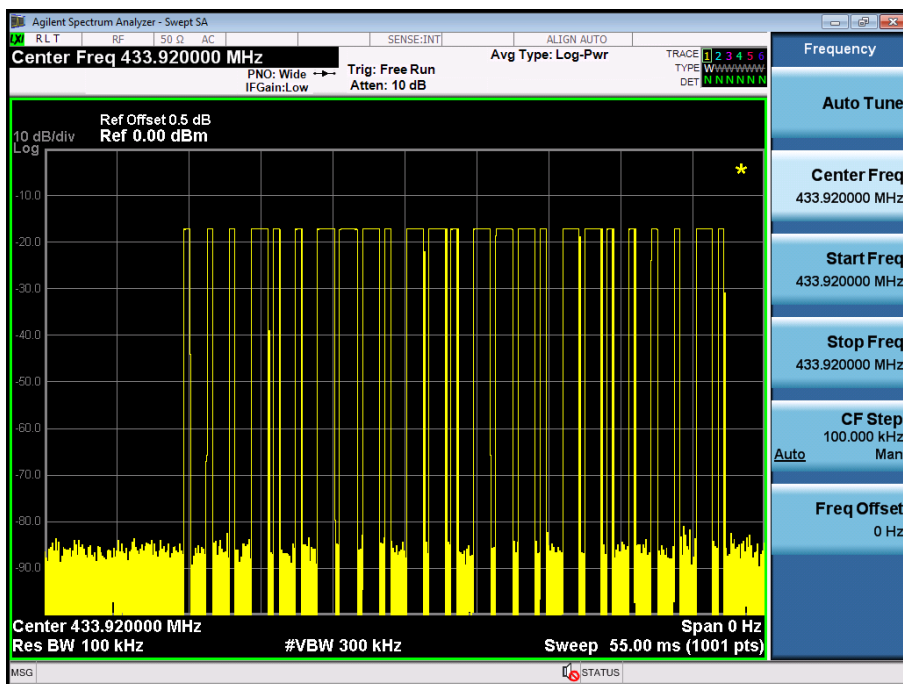 Agilent Spectrum Analyzer - Swept SA
LXI RLT RF 50 Ω AC SENSE:INT ALIGN AUTO
Center Freq 433.920000 MHz
PNO: Wide
IFGain:Low
Trig: Free Run
Atten: 10 dB
Avg Type: Log-Pwr
TRACE 1 2 3 4 5 6
TYPE WWWWWW
DET N N N N N N
Ref Offset 0.5 dB
10 dB/div Ref 0.00 dBm
Log
-10.0
-20.0
-30.0
-40.0
-50.0
-60.0
-70.0
-80.0
-90.0
*
Center 433.920000 MHz Span 0 Hz
Res BW 100 kHz #VBW 300 kHz Sweep 55.00 ms (1001 pts)
MSG STATUS
Frequency
Auto Tune
Center Freq
433.920000 MHz
Start Freq
433.920000 MHz
Stop Freq
433.920000 MHz
CF Step
100.000 kHz
Auto Man
Freq Offset
0 Hz